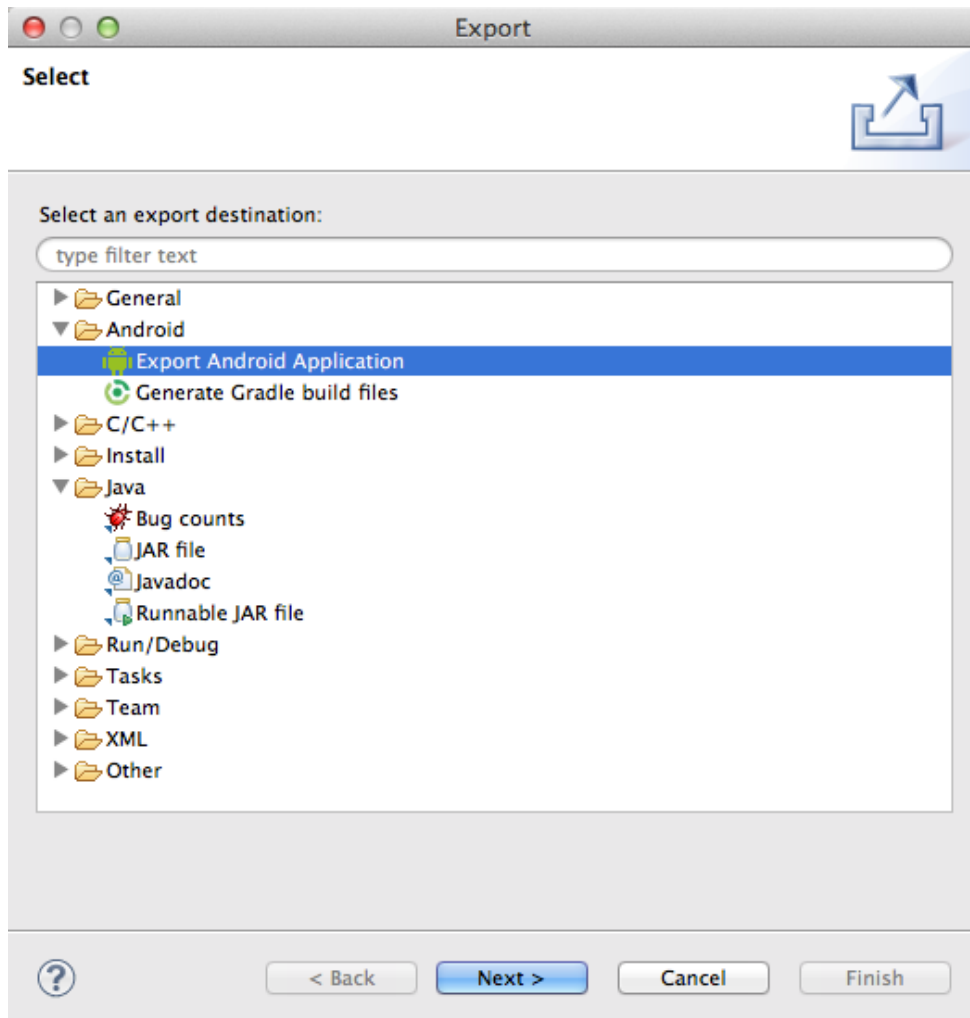 Export
Select
Select an export destination:
type filter text
General
Android
Export Android Application
Generate Gradle build files
C/C++
Install
Java
Bug counts
JAR file
Javadoc
Runnable JAR file
Run/Debug
Tasks
Team
XML
Other
? < Back Next > Cancel Finish